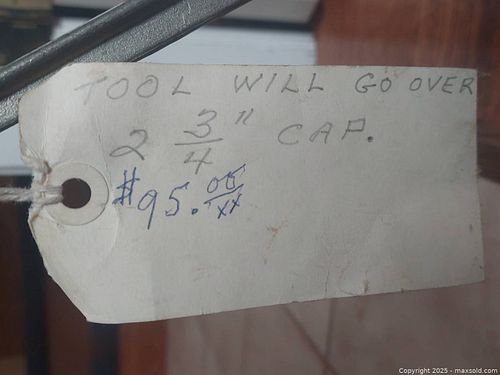 TOOL WILL GO OVER
2 3/4" CAP.
#95.00/xx
Copyright 2025 - maxsold.com